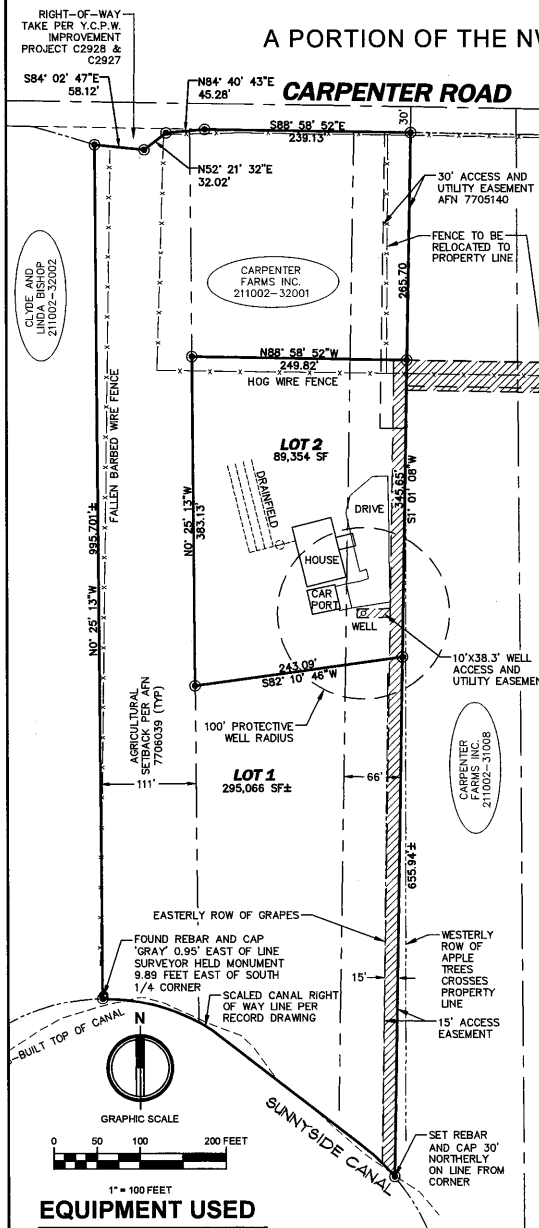 RIGHT-OF-WAY
TAKE PER Y.C.P.W.
IMPROVEMENT
PROJECT C2928 &
C2927
A PORTION OF THE NW
S84° 02' 47"E
58.12'
N84° 40' 43"E
45.28'
CARPENTER ROAD
30'
S88° 58' 52"E
239.13'
N52° 21' 32"E
32.02'
30' ACCESS AND
UTILITY EASEMENT
AFN 7705140
FENCE TO BE
RELOCATED TO
PROPERTY LINE
CLYDE AND
LINDA BISHOP
211002-32002
CARPENTER
FARMS INC.
211002-32001
265.70
N88° 58' 52"W
249.82'
HOG WIRE FENCE
FALLEN BARBED WIRE FENCE
LOT 2
89,354 SF
DRAINFIELD
DRIVE
345.65'
S1° 01' 08"W
N0° 25' 13"W
383.13'
995.701'±
N0° 25' 13"W
HOUSE
CAR
PORT
WELL
10'X38.3' WELL
ACCESS AND
UTILITY EASEMENT
243.09'
S82° 10' 46"W
100' PROTECTIVE
WELL RADIUS
AGRICULTURAL
SETBACK PER AFN
7706039 (TYP)
111'
LOT 1
295,066 SF±
66'
CARPENTER
FARMS INC.
211002-31008
655.94'±
EASTERLY ROW OF GRAPES
FOUND REBAR AND CAP
'GRAY' 0.95' EAST OF LINE
SURVEYOR HELD MONUMENT
9.89 FEET EAST OF SOUTH
1/4 CORNER
WESTERLY
ROW OF
APPLE
TREES
CROSSES
PROPERTY
LINE
15'
SCALED CANAL RIGHT
OF WAY LINE PER
RECORD DRAWING
15' ACCESS
EASEMENT
BUILT TOP OF CANAL
N
GRAPHIC SCALE
SUNNYSIDE CANAL
SET REBAR
AND CAP 30'
NORTHERLY
ON LINE FROM
CORNER
0 50 100 200 FEET
1" = 100 FEET
EQUIPMENT USED